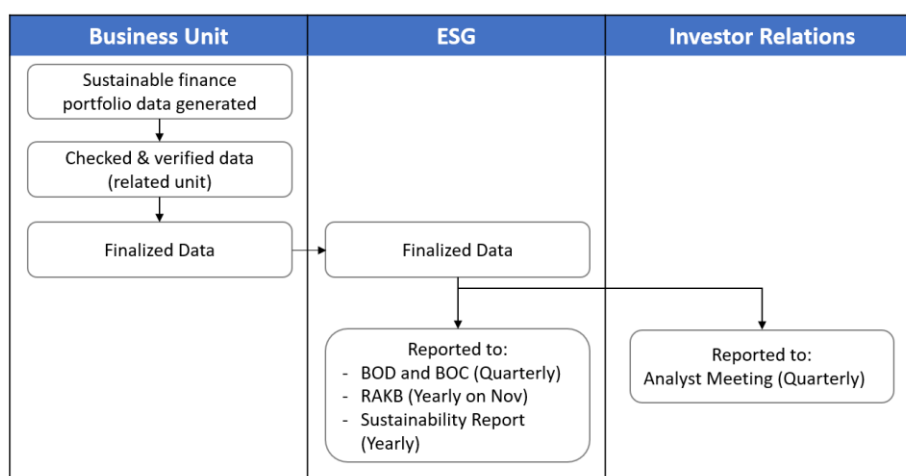 Business Unit
ESG
Investor Relations
Sustainable finance
portfolio data generated
Checked & verified data
(related unit)
Finalized Data
Finalized Data
Reported to:
- BOD and BOC (Quarterly)
- RAKB (Yearly on Nov)
- Sustainability Report
(Yearly)
Reported to:
Analyst Meeting (Quarterly)